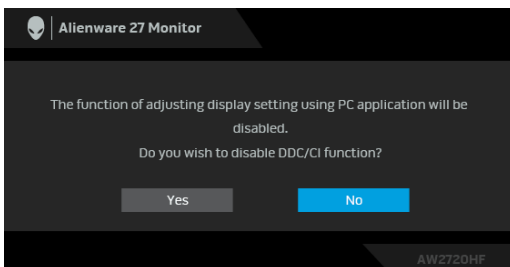 Alienware 27 Monitor
The function of adjusting display setting using PC application will be
disabled.
Do you wish to disable DDC/CI function?
Yes No
AW2720HF